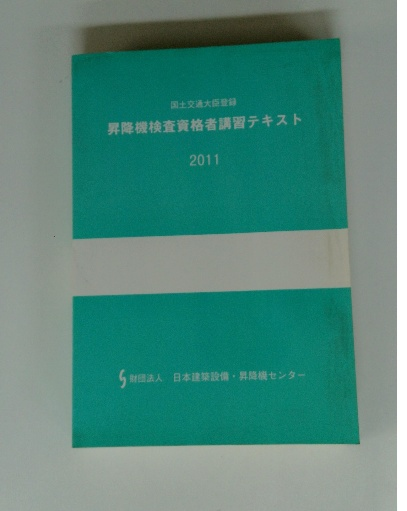 国土交通大臣登録
昇降機検査資格者講習テキスト
2011
財団法人 日本建築設備・昇降機センター